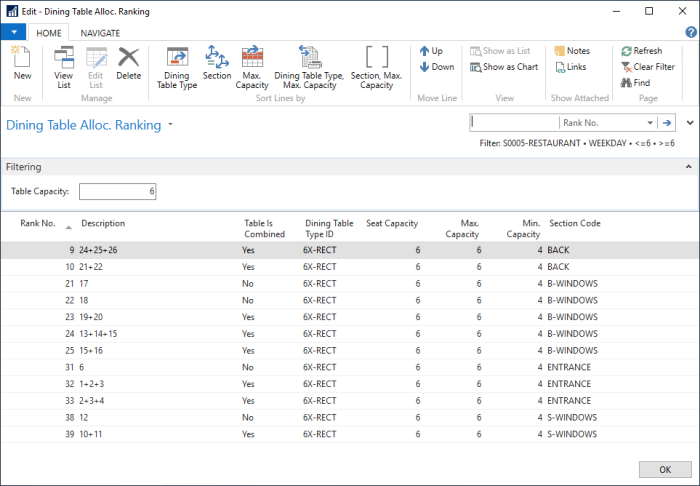 Edit - Dining Table Alloc. Ranking
HOME NAVIGATE
New
View List
Edit List
Delete
Dining Table Type
Section
Max. Capacity
Dining Table Type, Max. Capacity
Section, Max. Capacity
Up
Down
Show as List
Show as Chart
Notes
Links
Refresh
Clear Filter
Find
New Manage Sort Lines by Move Line View Show Attached Page
Dining Table Alloc. Ranking
Rank No.
Filter: S0005-RESTAURANT • WEEKDAY • <=6 • >=6
Filtering
Table Capacity: 6
Rank No. Description Table Is Combined Dining Table Type ID Seat Capacity Max. Capacity Min. Capacity Section Code
9 24+25+26 Yes 6X-RECT 6 6 4 BACK
10 21+22 Yes 6X-RECT 6 6 4 BACK
21 17 No 6X-RECT 6 6 4 B-WINDOWS
22 18 No 6X-RECT 6 6 4 B-WINDOWS
23 19+20 Yes 6X-RECT 6 6 4 B-WINDOWS
24 13+14+15 Yes 6X-RECT 6 6 4 B-WINDOWS
25 15+16 Yes 6X-RECT 6 6 4 B-WINDOWS
31 6 No 6X-RECT 6 6 4 ENTRANCE
32 1+2+3 Yes 6X-RECT 6 6 4 ENTRANCE
33 2+3+4 Yes 6X-RECT 6 6 4 ENTRANCE
38 12 No 6X-RECT 6 6 4 S-WINDOWS
39 10+11 Yes 6X-RECT 6 6 4 S-WINDOWS
OK